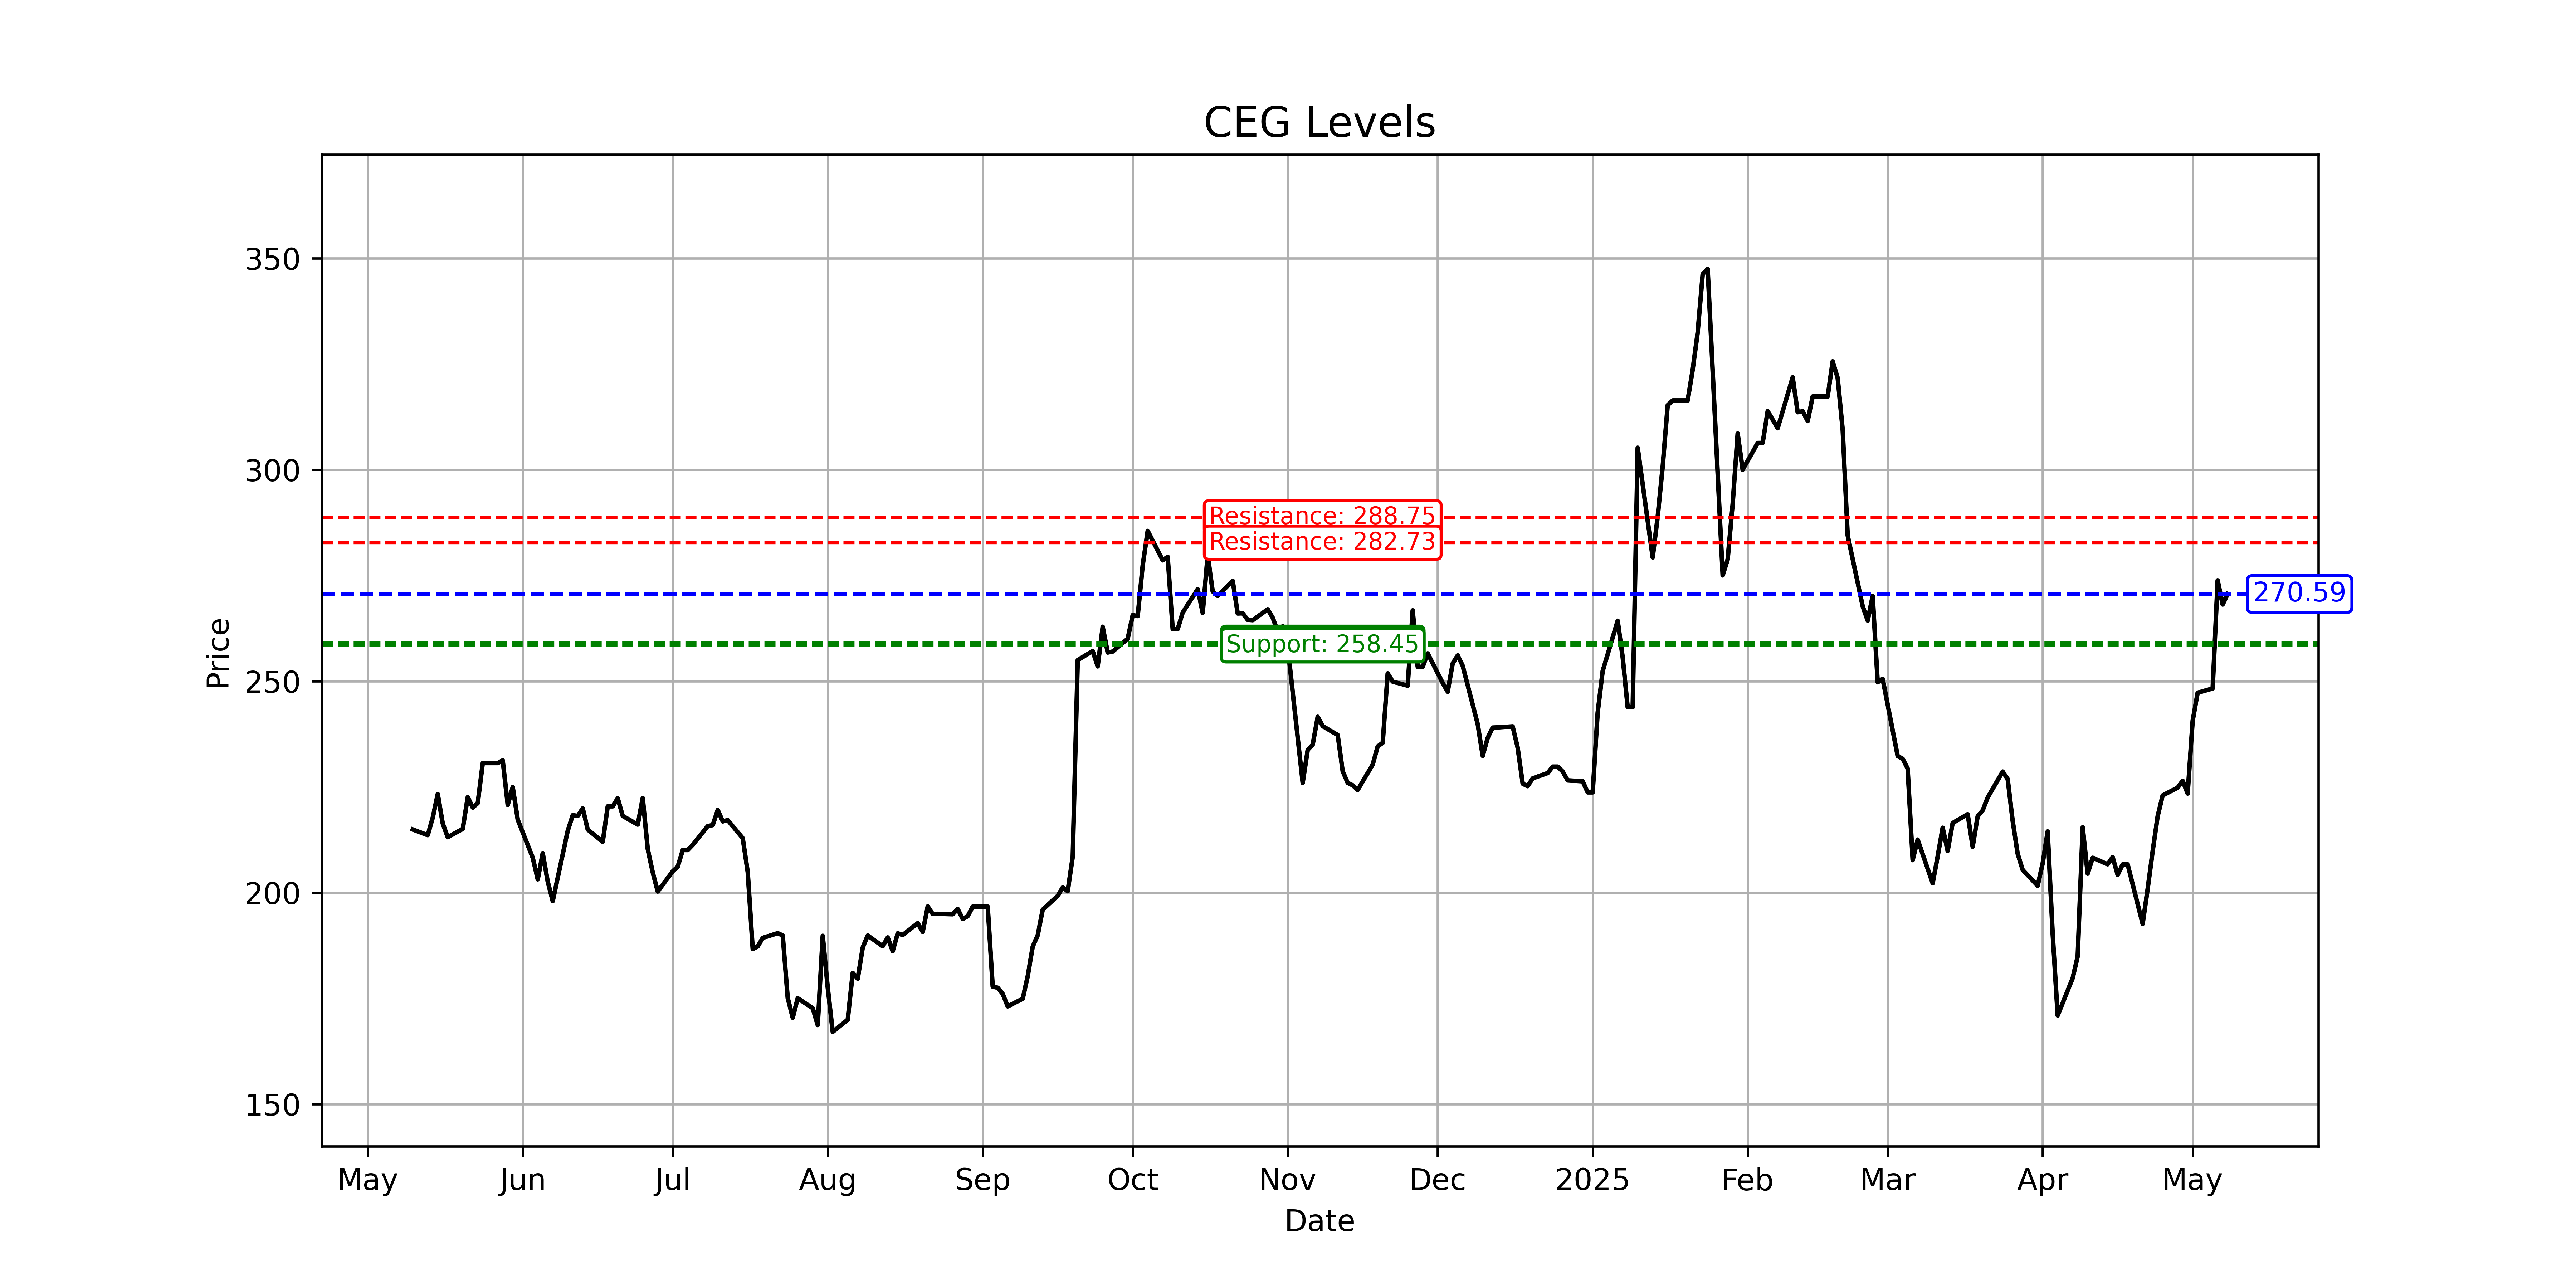 CEG Levels
Price
350
300
250
200
150
Resistance: 288.75
Resistance: 282.73
270.59
Support: 258.45
May Jun Jul Aug Sep Oct Nov Dec 2025 Feb Mar Apr May
Date